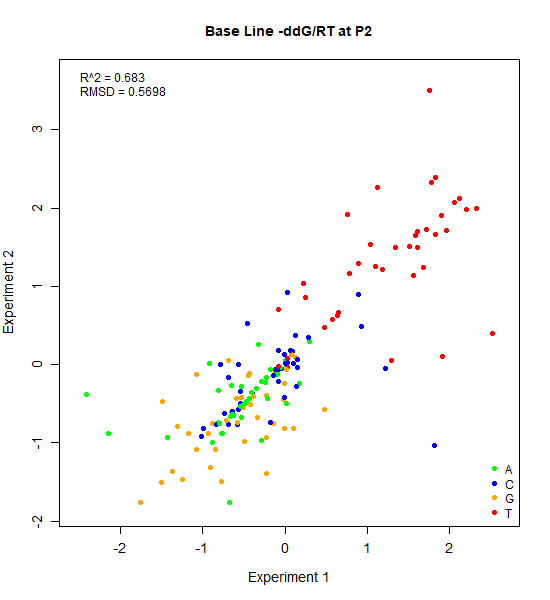 Base Line -ddG/RT at P2
R^2 = 0.683
RMSD = 0.5698
3
2
1
0
-1
-2
Experiment 2
-2 -1 0 1 2
Experiment 1
A
C
G
T